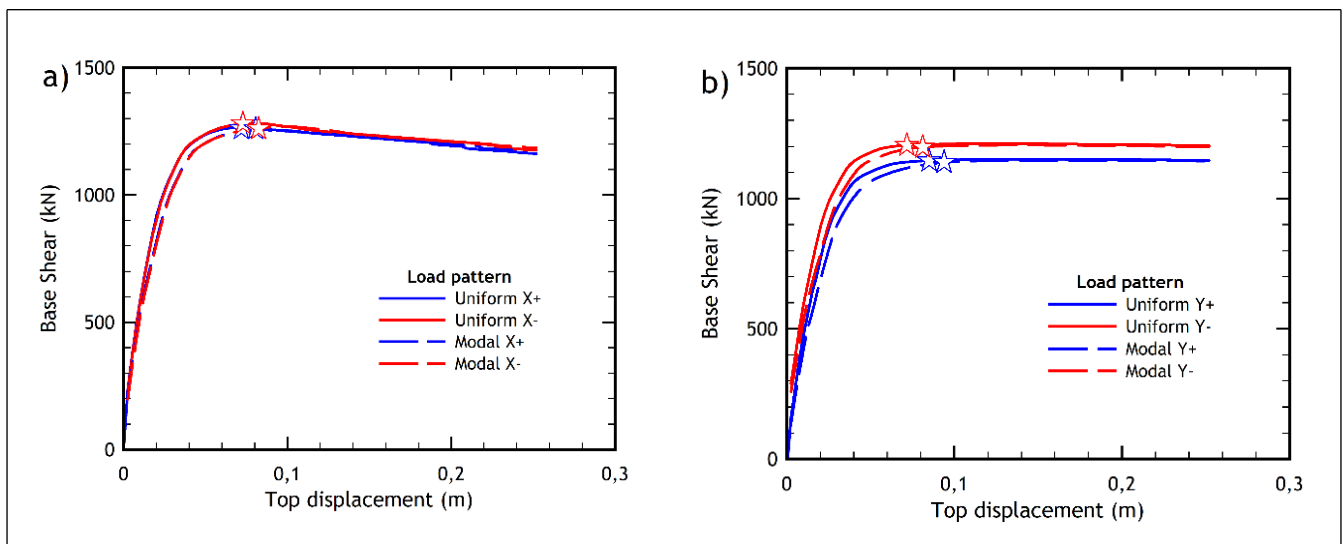 a)
1500
1000
500
0
Base Shear (kN)
Load pattern
Uniform X+
Uniform X-
Modal X+
Modal X-
0 0,1 0,2 0,3
Top displacement (m)
b)
1500
1000
500
0
Base Shear (kN)
Load pattern
Uniform Y+
Uniform Y-
Modal Y+
Modal Y-
0 0,1 0,2 0,3
Top displacement (m)